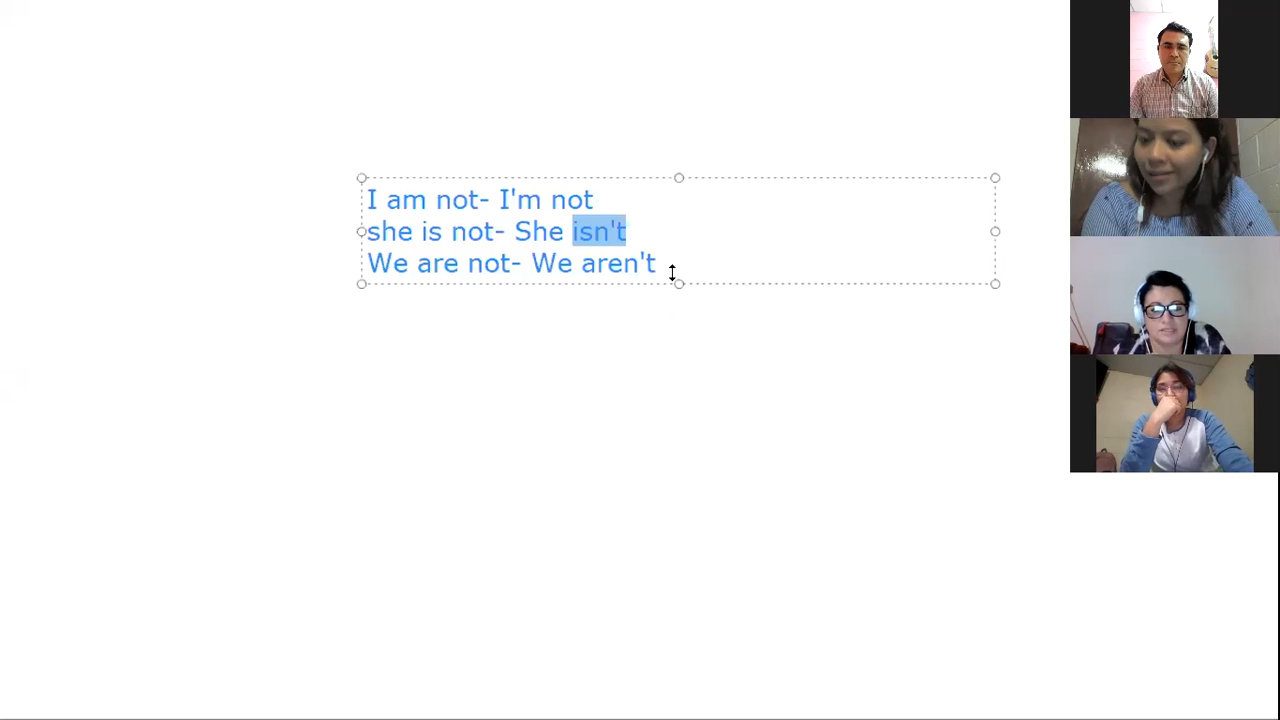 I am not- I'm not
she is not- She isn't
We are not- We aren't